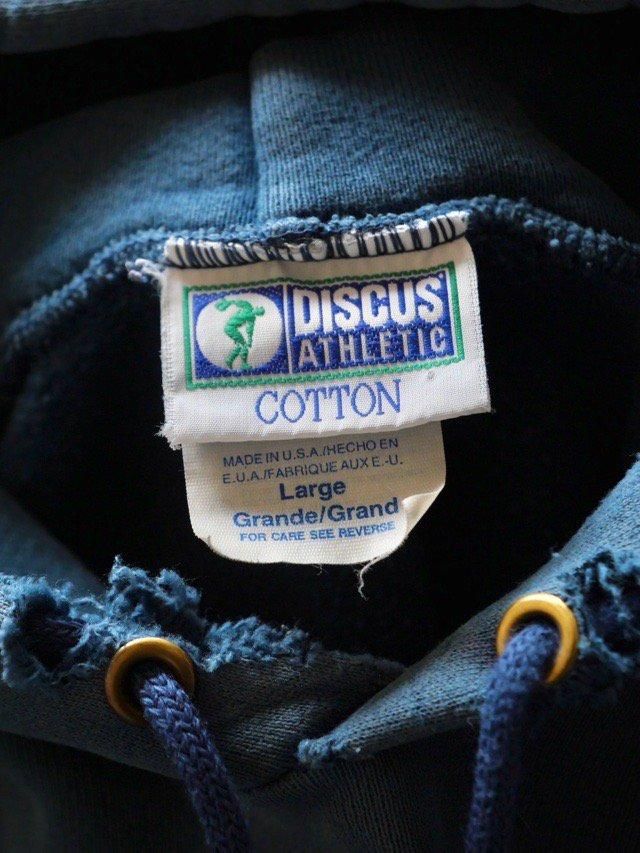 DISCUS
ATHLETIC
COTTON
MADE IN U.S.A./HECHO EN
E.U.A./FABRIQUE AUX E.-U.
Large
Grande/Grand
FOR CARE SEE REVERSE